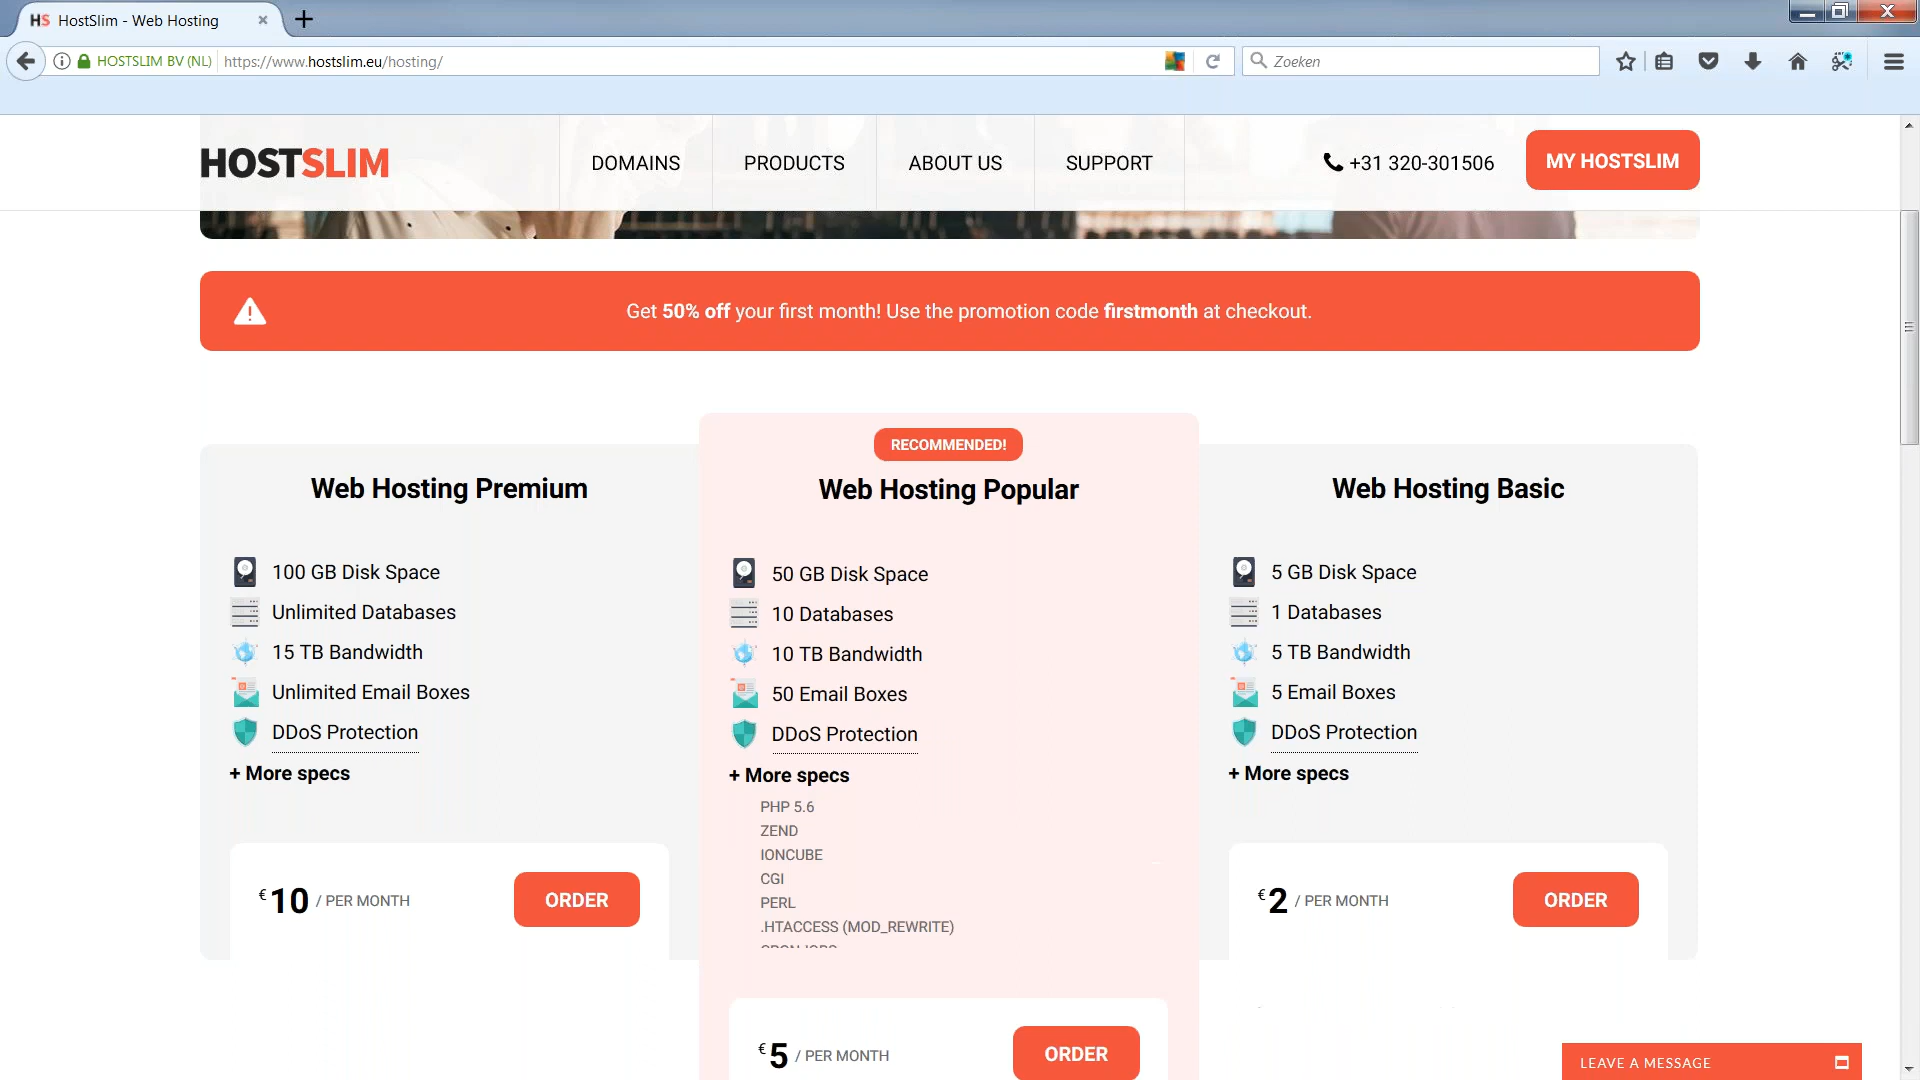 HS HostSlim - Web Hosting
HOSTSLIM BV (NL) https://www.hostslim.eu/hosting/ Zoeken
HOSTSLIM DOMAINS PRODUCTS ABOUT US SUPPORT +31 320-301506 MY HOSTSLIM
Get 50% off your first month! Use the promotion code firstmonth at checkout.
Web Hosting Premium
100 GB Disk Space
Unlimited Databases
15 TB Bandwidth
Unlimited Email Boxes
DDoS Protection
+ More specs
€10 / PER MONTH ORDER
RECOMMENDED!
Web Hosting Popular
50 GB Disk Space
10 Databases
10 TB Bandwidth
50 Email Boxes
DDoS Protection
+ More specs
PHP 5.6
ZEND
IONCUBE
CGI
PERL
.HTACCESS (MOD_REWRITE)
€5 / PER MONTH ORDER
Web Hosting Basic
5 GB Disk Space
1 Databases
5 TB Bandwidth
5 Email Boxes
DDoS Protection
+ More specs
€2 / PER MONTH ORDER
LEAVE A MESSAGE